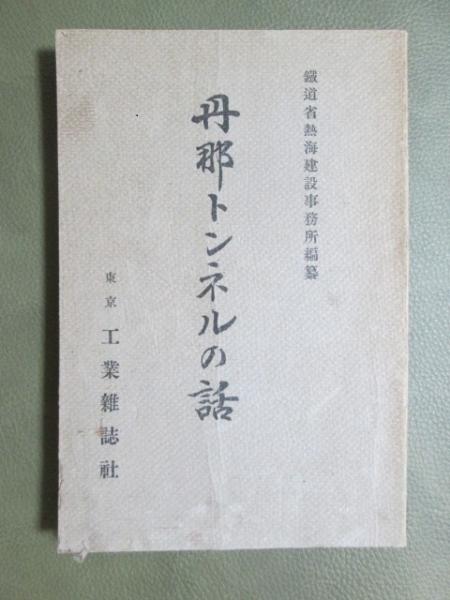 鐵道省熱海建設事務所編纂
丹那トンネルの話
東京 工業雜誌社